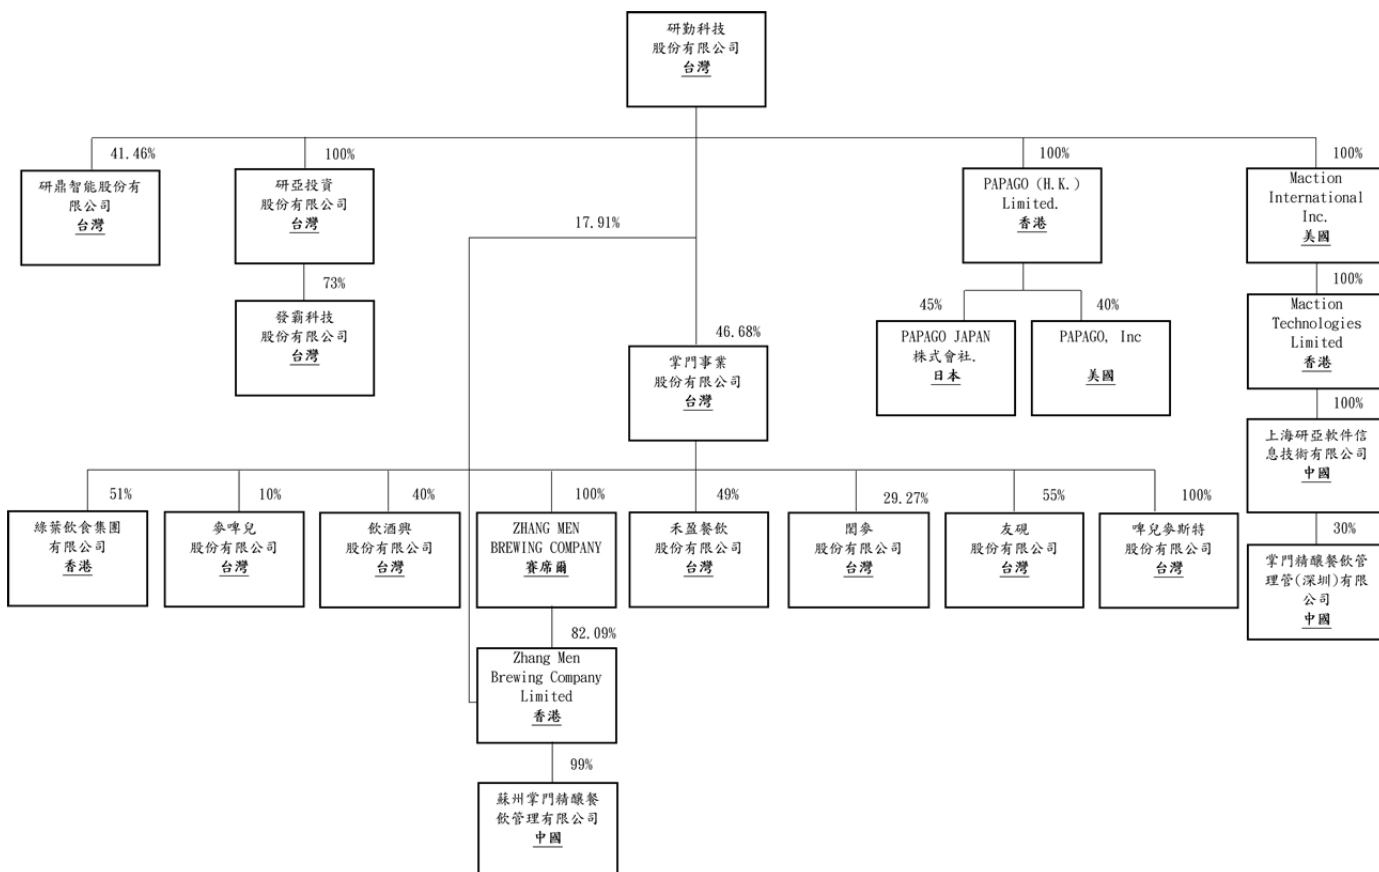 研勤科技
股份有限公司
台灣
41.46%
100%
100%
100%
研鼎智能股份有
限公司
台灣
研亞投資
股份有限公司
台灣
PAPAGO (H.K.)
Limited.
香港
Maction
International
Inc.
美國
17.91%
73%
發霸科技
股份有限公司
台灣
46.68%
掌門事業
股份有限公司
台灣
45%
40%
PAPAGO JAPAN
株式會社.
日本
PAPAGO, Inc
美國
100%
Maction
Technologies
Limited
香港
100%
上海研亞軟件信
息技術有限公司
中國
30%
掌門精釀餐飲管
理管(深圳)有限
公司
中國
51%
10%
40%
100%
49%
29.27%
55%
100%
綠葉飲食集團
有限公司
香港
麥啤兒
股份有限公司
台灣
飲酒興
股份有限公司
台灣
ZHANG MEN
BREWING COMPANY
賽席爾
禾盈餐飲
股份有限公司
台灣
閣參
股份有限公司
台灣
友硯
股份有限公司
台灣
啤兒麥斯特
股份有限公司
台灣
82.09%
Zhang Men
Brewing Company
Limited
香港
99%
蘇州掌門精釀餐
飲管理有限公司
中國